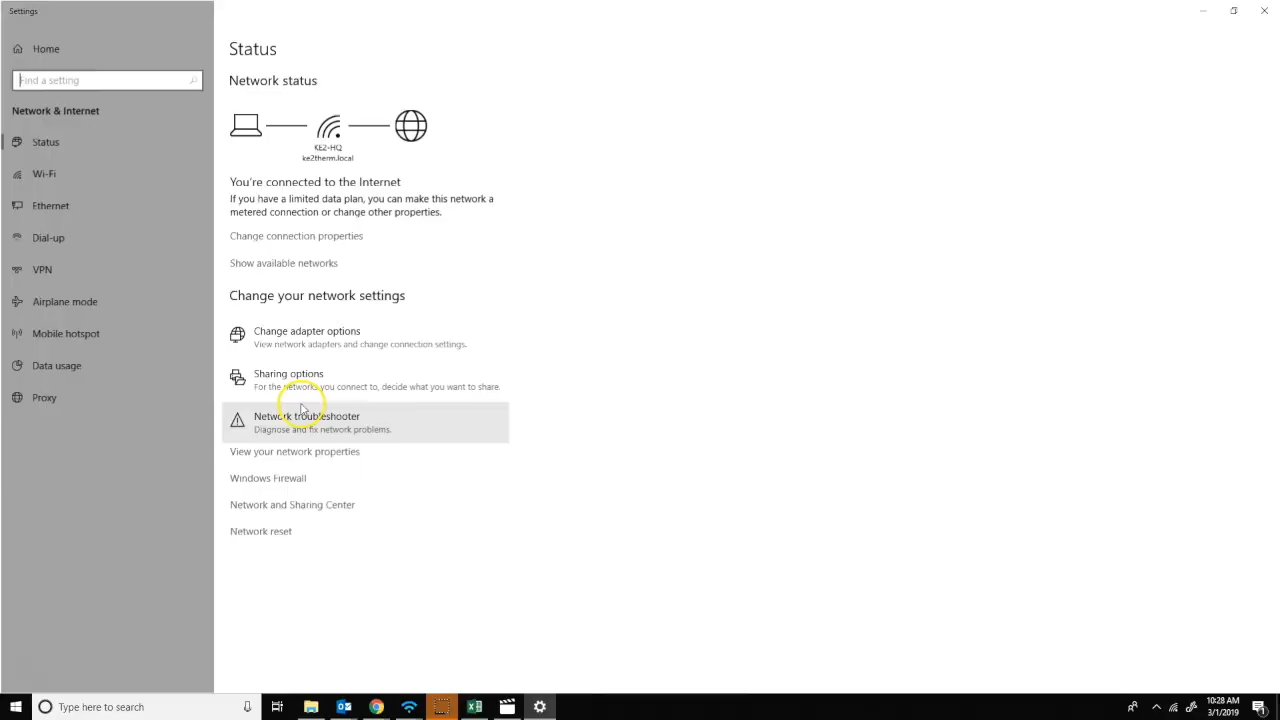 Settings
Home
Find a setting
Network & Internet
Status
Wi-Fi
Ethernet
Dial-up
VPN
Airplane mode
Mobile hotspot
Data usage
Proxy
Status
Network status
KE2-HQ
ke2therm.local
You're connected to the Internet
If you have a limited data plan, you can make this network a
metered connection or change other properties.
Change connection properties
Show available networks
Change your network settings
Change adapter options
View network adapters and change connection settings.
Sharing options
For the networks you connect to, decide what you want to share.
Network troubleshooter
Diagnose and fix network problems.
View your network properties
Windows Firewall
Network and Sharing Center
Network reset
Type here to search
10:28 AM
3/1/2019
1